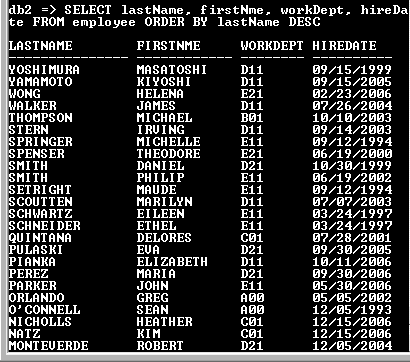 db2 => SELECT lastName, firstNme, workDept, hireDa
te FROM employee ORDER BY lastName DESC
LASTNAME FIRSTNME WORKDEPT HIREDATE
--------------- ------------ -------- ----------
YOSHIMURA MASATOSHI D11 09/15/1999
YAMAMOTO KIYOSHI D11 09/15/2005
WONG HELENA E21 02/23/2006
WALKER JAMES D11 07/26/2004
THOMPSON MICHAEL B01 10/10/2003
STERN IRVING D11 09/14/2003
SPRINGER MICHELLE E11 09/12/1994
SPENSER THEODORE E21 06/19/2000
SMITH DANIEL D21 10/30/1999
SMITH PHILIP E11 06/19/2002
SETRIGHT MAUDE E11 09/12/1994
SCOUTTEN MARILYN D11 07/07/2003
SCHWARTZ EILEEN E11 03/24/1997
SCHNEIDER ETHEL E11 03/24/1997
QUINTANA DELORES C01 07/28/2001
PULASKI EVA D21 09/30/2005
PIANKA ELIZABETH D11 10/11/2006
PEREZ MARIA D21 09/30/2006
PARKER JOHN E11 05/30/2006
ORLANDO GREG A00 05/05/2002
O'CONNELL SEAN A00 12/05/1993
NICHOLLS HEATHER C01 12/15/2006
NATZ KIM C01 12/15/2006
MONTEVERDE ROBERT D21 12/05/2004